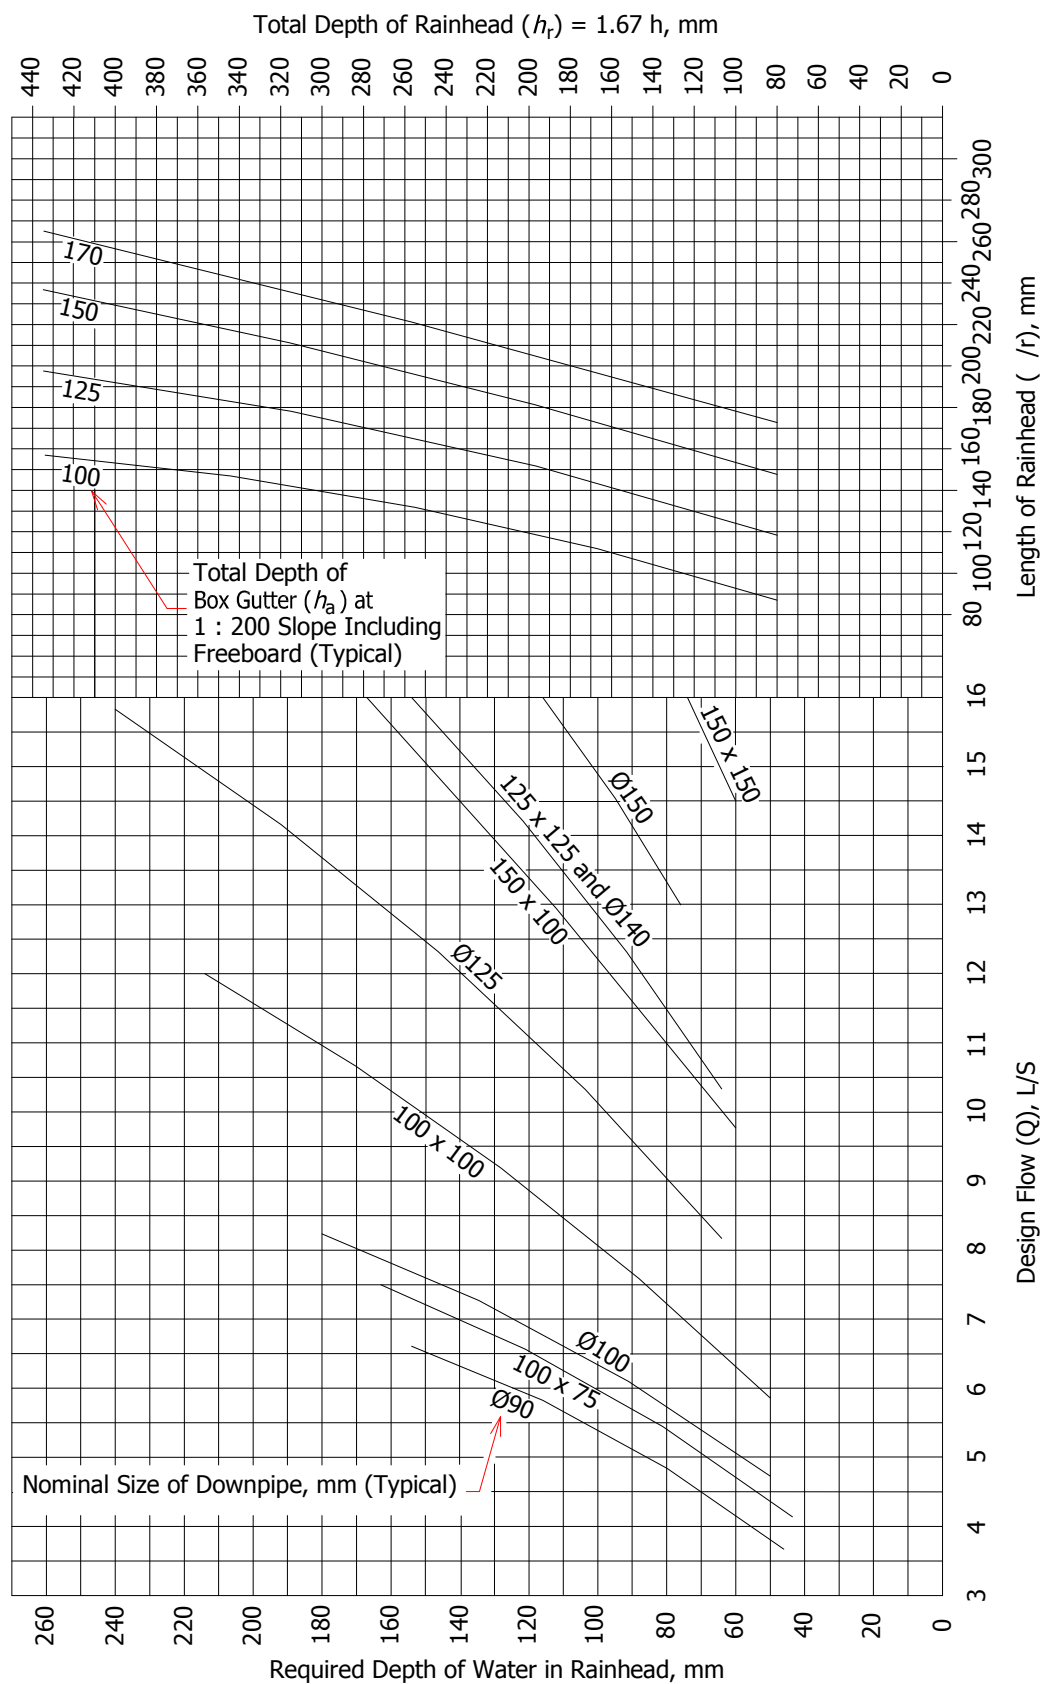 Total Depth of Rainhead (hr) = 1.67 h, mm
440 420 400 380 360 340 320 300 280 260 240 220 200 180 160 140 120 100 80 60 40 20 0
300
280
260
240
220
200
180
160
140
120
100
80
Length of Rainhead ( /r), mm
170
150
125
100
Total Depth of
Box Gutter (ha) at
1 : 200 Slope Including
Freeboard (Typical)
16
15
14
13
12
11
10
9
8
7
6
5
4
3
Design Flow (Q), L/S
150 x 150
Ø150
125 x 125 and Ø140
150 x 100
Ø125
100 x 100
Ø100
100 x 75
Ø90
Nominal Size of Downpipe, mm (Typical)
260 240 220 200 180 160 140 120 100 80 60 40 20 0
Required Depth of Water in Rainhead, mm